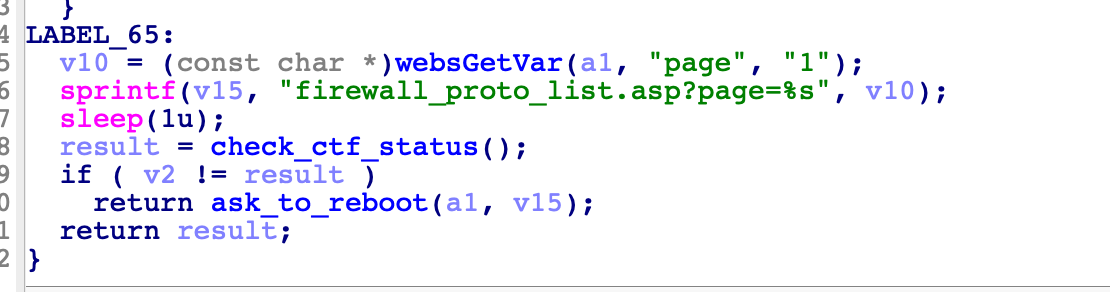 3 }
4 LABEL_65:
5 v10 = (const char *)websGetVar(a1, "page", "1");
6 sprintf(v15, "firewall_proto_list.asp?page=%s", v10);
7 sleep(1u);
8 result = check_ctf_status();
9 if ( v2 != result )
0 return ask_to_reboot(a1, v15);
1 return result;
2 }